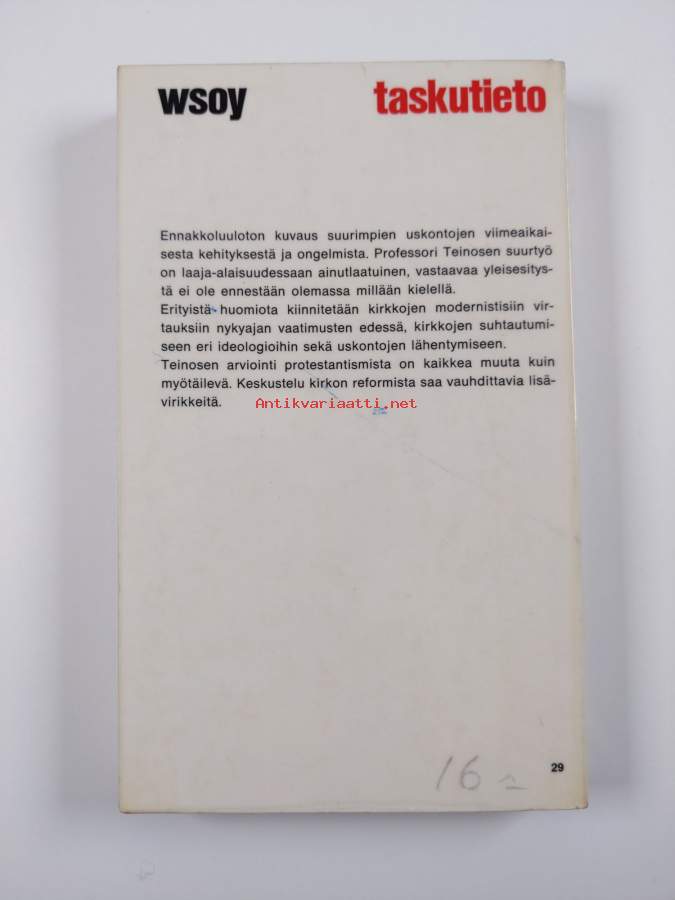 wsoy taskutieto
Ennakkoluuloton kuvaus suurimpien uskontojen viimeaikai-
sesta kehityksestä ja ongelmista. Professori Teinosen suurtyö
on laaja-alaisuudessaan ainutlaatuinen, vastaavaa yleisesitys-
tä ei ole ennestään olemassa millään kielellä.
Erityistä huomiota kiinnitetään kirkkojen modernistisiin vir-
tauksiin nykyajan vaatimusten edessä, kirkkojen suhtautumi-
seen eri ideologioihin sekä uskontojen lähentymiseen.
Teinosen arviointi protestantismista on kaikkea muuta kuin
myötäilevä. Keskustelu kirkon reformista saa vauhdittavia lisä-
virikkeitä.
Antikvariaatti.net
29
16